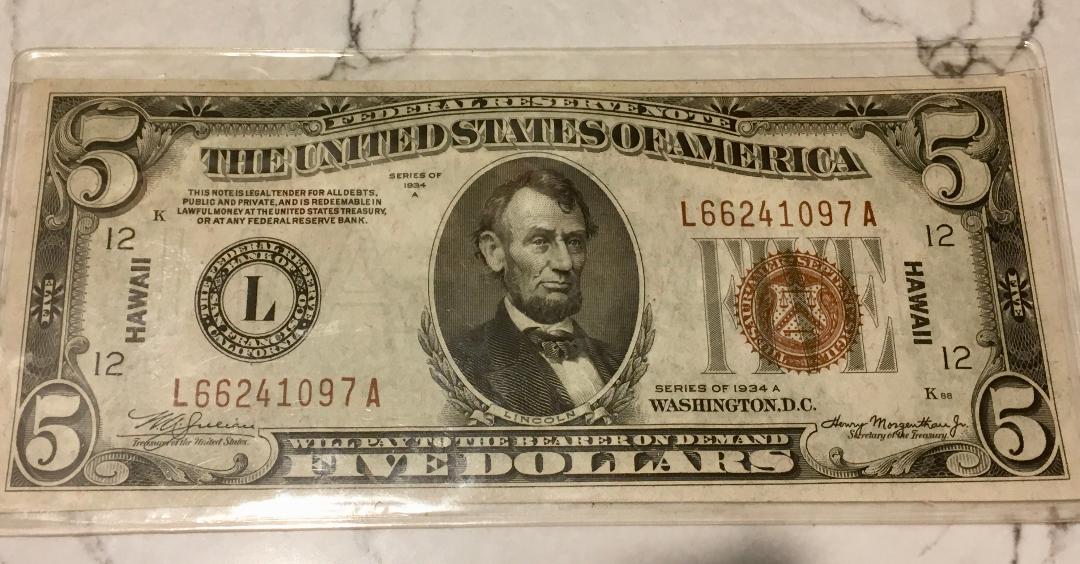 FEDERAL RESERVE NOTE
THE UNITED STATES OF AMERICA
5
5
SERIES OF
1934
A
THIS NOTE IS LEGAL TENDER FOR ALL DEBTS,
PUBLIC AND PRIVATE, AND IS REDEEMABLE IN
LAWFUL MONEY AT THE UNITED STATES TREASURY,
OR AT ANY FEDERAL RESERVE BANK.
K
L66241097A
12
12
HAWAII
HAWAII
FIVE
FIVE
FIVE
L
12
12
L66241097A
SERIES OF 1934 A
WASHINGTON, D.C.
K 88
LINCOLN
Treasurer of the United States.
Henry Morgenthau Jr.
Secretary of the Treasury.
5
5
WILL PAY TO THE BEARER ON DEMAND
FIVE DOLLARS